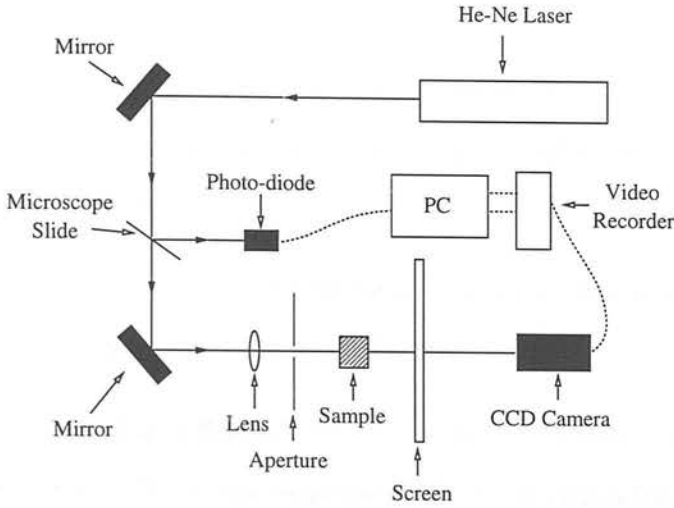 He-Ne Laser
Mirror
Photo-diode
PC
Video
Recorder
Microscope
Slide
Mirror
Lens
Aperture
Sample
Screen
CCD Camera